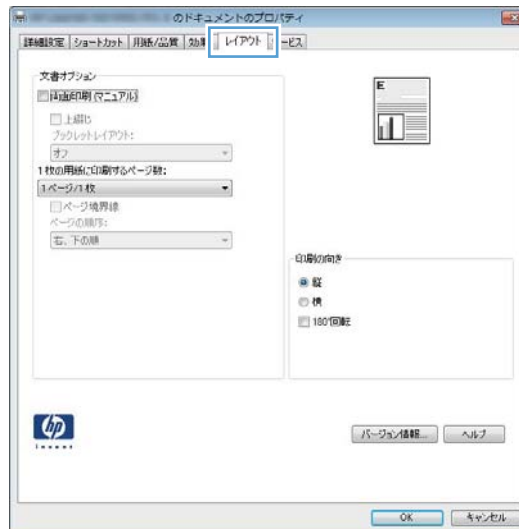 のドキュメントのプロパティ
詳細設定 ショートカット 用紙/品質 効果 レイアウト サービス
文書オプション
両面印刷(マニュアル)
上綴じ
ブックレットレイアウト:
オフ
1枚の用紙に印刷するページ数:
1ページ/1枚
ページ境界線
ページの順序:
右、下の順
E
印刷の向き
縦
横
180°回転
hp
invent
バージョン情報... ヘルプ
OK キャンセル